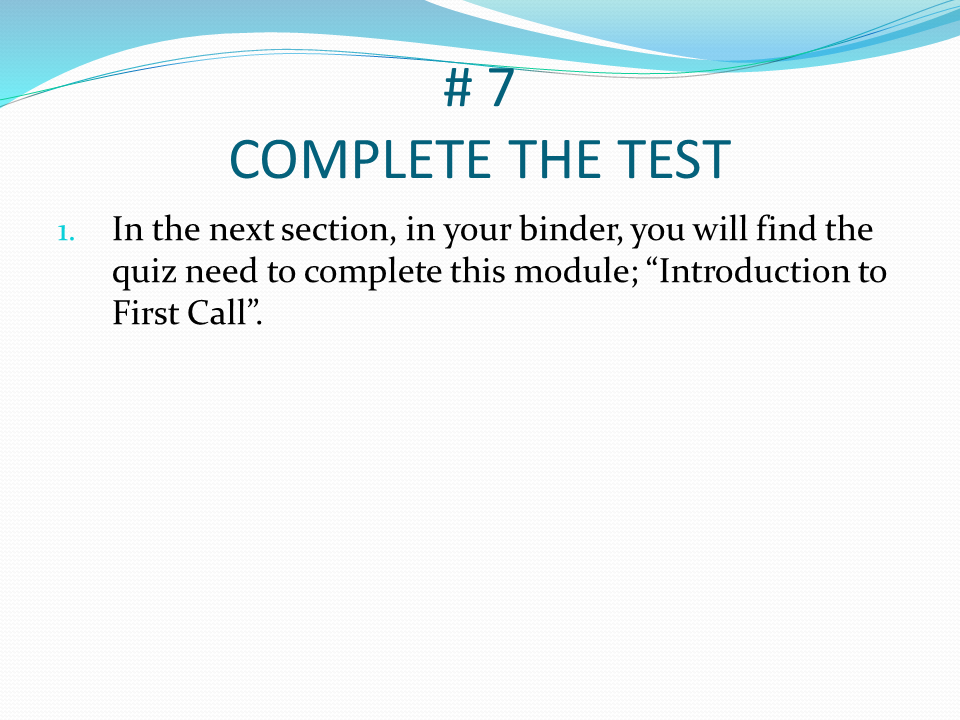 # 7
COMPLETE THE TEST
1. In the next section, in your binder, you will find the
quiz need to complete this module; “Introduction to
First Call”.